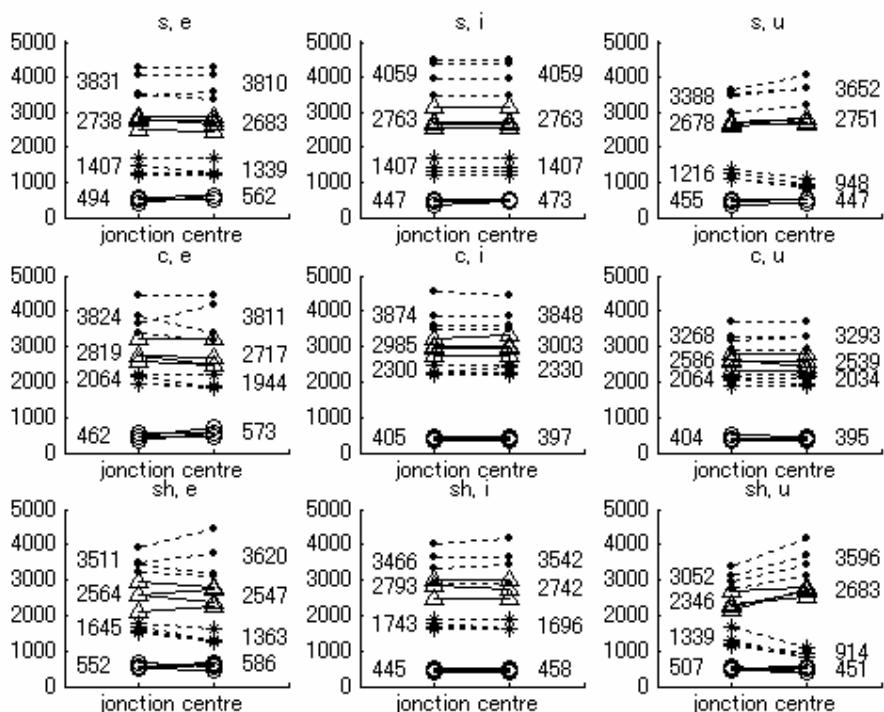 s, e s, i s, u
5000 5000 5000
4000 3831 3810 4000 4059 4059 4000 3388 3652
3000 2738 2683 3000 2763 2763 3000 2678 2751
2000 1407 1339 2000 1407 1407 2000 1216 948
1000 494 562 1000 447 473 1000 455 447
0 0 0
jonction centre jonction centre jonction centre
c, e c, i c, u
5000 5000 5000
4000 3824 3811 4000 3874 3848 4000 3268 3293
3000 2819 2717 3000 2985 3003 3000 2586 2539
2000 2064 1944 2000 2300 2330 2000 2064 2034
1000 462 573 1000 405 397 1000 404 395
0 0 0
jonction centre jonction centre jonction centre
sh, e sh, i sh, u
5000 5000 5000
4000 3511 3620 4000 3466 3542 4000 3052 3596
3000 2564 2547 3000 2793 2742 3000 2346 2683
2000 1645 1363 2000 1743 1696 2000 1339 914
1000 552 586 1000 445 458 1000 507 451
0 0 0
jonction centre jonction centre jonction centre